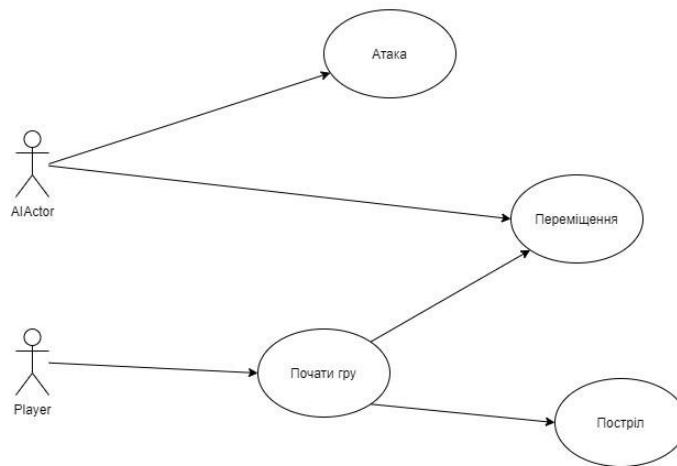 Атака
AIActor
Переміщення
Player
Почати гру
Постріл